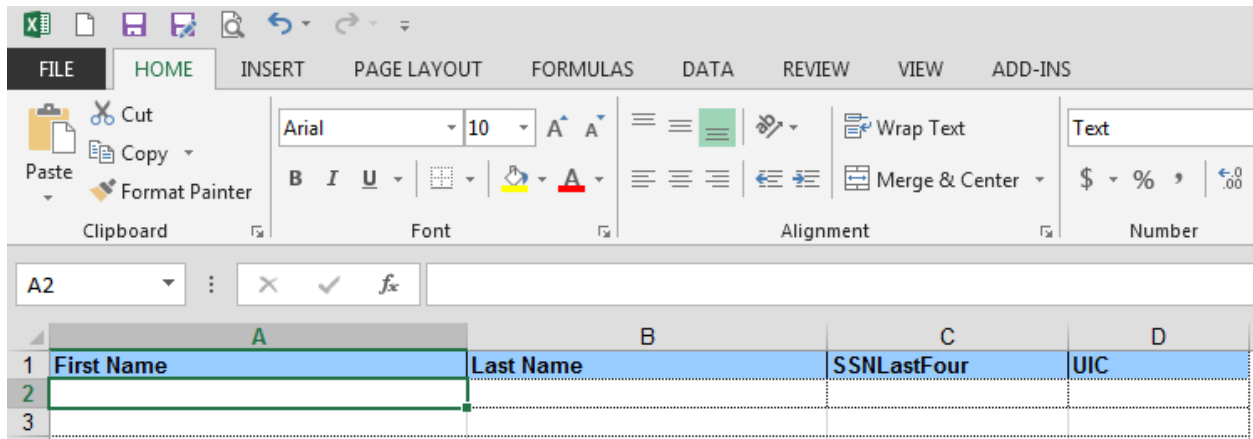 FILE HOME INSERT PAGE LAYOUT FORMULAS DATA REVIEW VIEW ADD-INS
Cut
Copy
Format Painter
Paste
Clipboard
Arial 10 A A
B I U A
Font
Wrap Text
Merge & Center
Alignment
Text
$ % , ←.0 .00
Number
A2 fx
A B C D
1 First Name Last Name SSNLastFour UIC
2
3